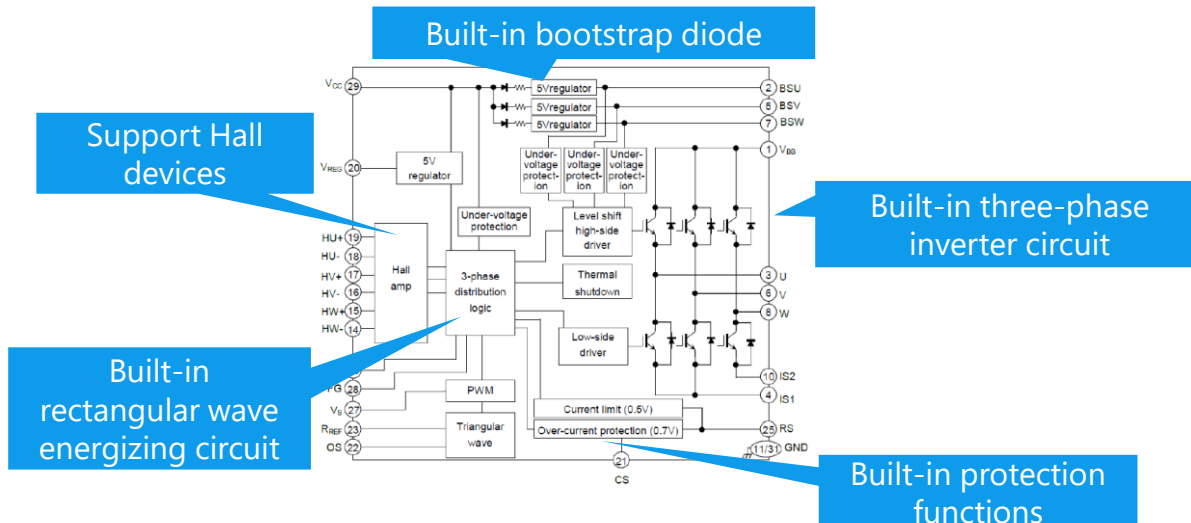 Built-in bootstrap diode
VCC 29
5Vregulator
5Vregulator
5Vregulator
2 BSU
5 BSV
7 BSW
1 VBB
Support Hall
devices
VREG 20
5V
regulator
Under-
voltage
protect-
ion
Under-
voltage
protect-
ion
Under-
voltage
protect-
ion
Under-voltage
protection
Level shift
high-side
driver
Built-in three-phase
inverter circuit
HU+ 19
HU- 18
HV+ 17
HV- 16
HW+ 15
HW- 14
Hall
amp
3-phase
distribution
logic
Thermal
shutdown
3 U
6 V
8 W
Low-side
driver
Built-in
rectangular wave
energizing circuit
28
VS 27
RREF 23
OS 22
PWM
Triangular
wave
Current limit (0.5V)
Over-current protection (0.7V)
10 IS2
4 IS1
25 RS
11/31 GND
21
CS
Built-in protection
functions